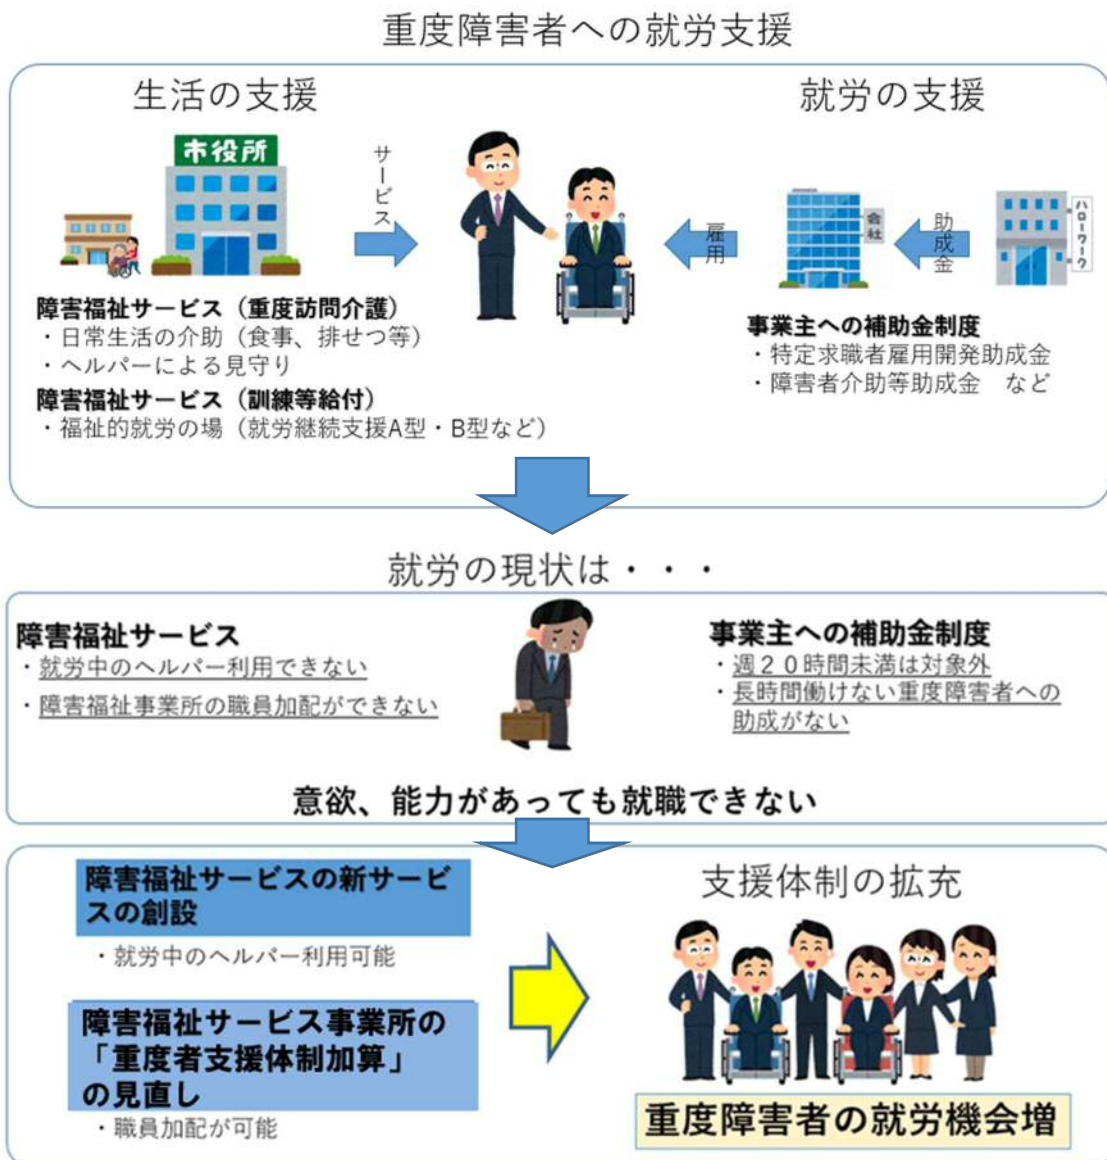 重度障害者への就労支援
生活の支援
就労の支援
市役所
サービス
雇用
会社
助成金
ハローワーク
障害福祉サービス（重度訪問介護）
・日常生活の介助（食事、排せつ等）
・ヘルパーによる見守り
障害福祉サービス（訓練等給付）
・福祉的就労の場（就労継続支援A型・B型など）
事業主への補助金制度
・特定求職者雇用開発助成金
・障害者介助等助成金　など
就労の現状は・・・
障害福祉サービス
・就労中のヘルパー利用できない
・障害福祉事業所の職員加配ができない
事業主への補助金制度
・週２０時間未満は対象外
・長時間働けない重度障害者への
助成がない
意欲、能力があっても就職できない
障害福祉サービスの新サービ
スの創設
・就労中のヘルパー利用可能
障害福祉サービス事業所の
「重度者支援体制加算」
の見直し
・職員加配が可能
支援体制の拡充
重度障害者の就労機会増